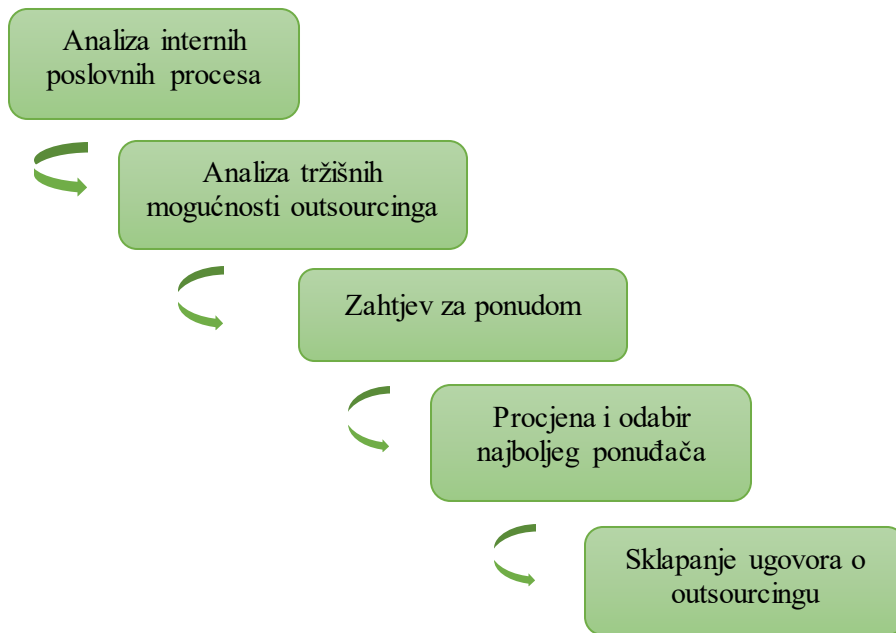 Analiza internih
poslovnih procesa
Analiza tržišnih
mogućnosti outsourcinga
Zahtjev za ponudom
Procjena i odabir
najboljeg ponuđača
Sklapanje ugovora o
outsourcingu